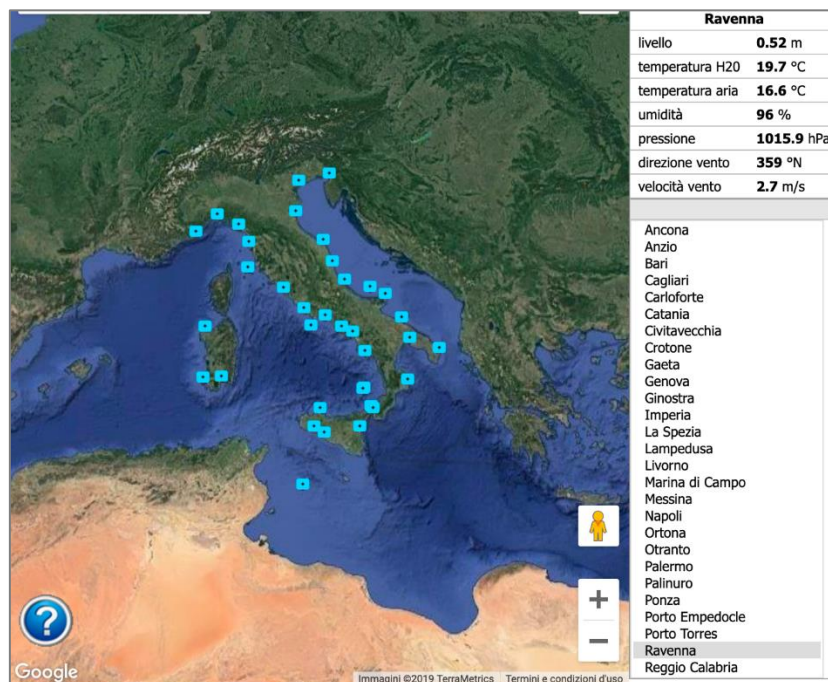 Ravenna
livello 0.52 m
temperatura H20 19.7 °C
temperatura aria 16.6 °C
umidità 96 %
pressione 1015.9 hPa
direzione vento 359 °N
velocità vento 2.7 m/s
Ancona
Anzio
Bari
Cagliari
Carloforte
Catania
Civitavecchia
Crotone
Gaeta
Genova
Ginostra
Imperia
La Spezia
Lampedusa
Livorno
Marina di Campo
Messina
Napoli
Ortona
Otranto
Palermo
Palinuro
Ponza
Porto Empedocle
Porto Torres
Ravenna
Reggio Calabria
+
?
−
Google
Immagini ©2019 TerraMetrics
Termini e condizioni d'uso